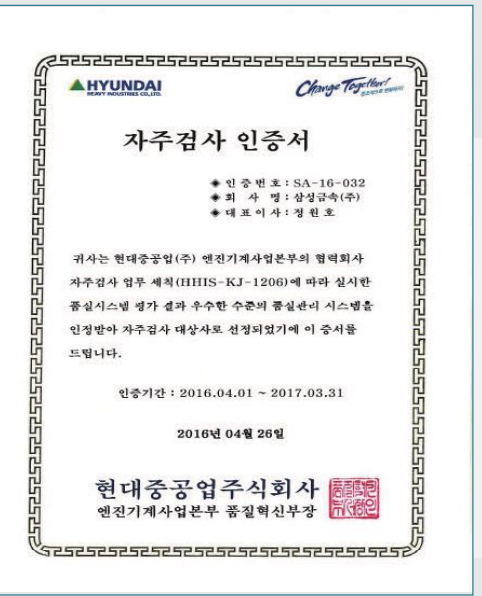 HYUNDAI
HEAVY INDUSTRIES CO.,LTD.
Change Together!
자주검사 인증서
◈ 인증번호 : SA-16-032
◈ 회 사 명 : 삼성금속(주)
◈ 대표이사 : 정원호
귀사는 현대중공업(주) 엔진기계사업본부의 협력회사
자주검사 업무 세칙(HHIS-KJ-1206)에 따라 실시한
품질시스템 평가 결과 우수한 수준의 품질관리 시스템을
인정받아 자주검사 대상사로 선정되었기에 이 증서를
드립니다.
인증기간 : 2016.04.01 ~ 2017.03.31
2016년 04월 26일
현대중공업주식회사
엔진기계사업본부 품질혁신부장